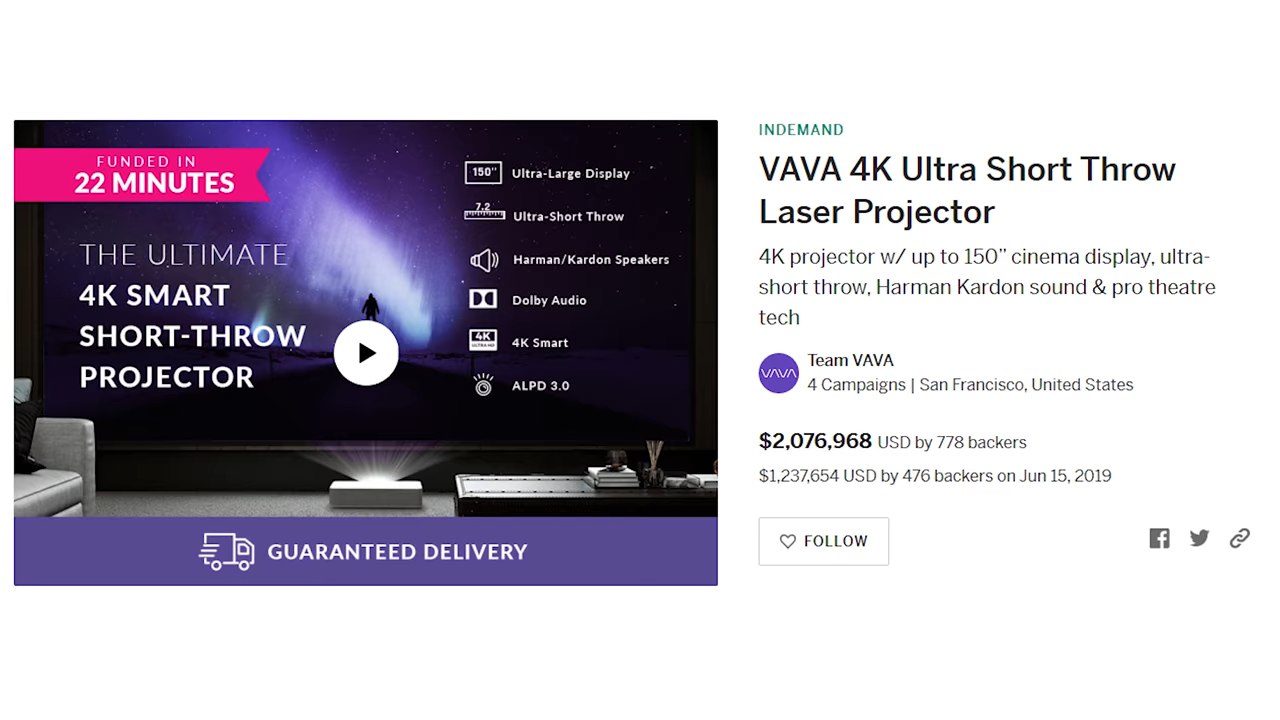 FUNDED IN
22 MINUTES
THE ULTIMATE
4K SMART
SHORT-THROW
PROJECTOR
150"
Ultra-Large Display
7.2
Ultra-Short Throw
Harman/Kardon Speakers
Dolby Audio
4K
ULTRA HD
4K Smart
ALPD 3.0
GUARANTEED DELIVERY
INDEMAND
VAVA 4K Ultra Short Throw
Laser Projector
4K projector w/ up to 150” cinema display, ultra-
short throw, Harman Kardon sound & pro theatre
tech
VAVA
Team VAVA
4 Campaigns | San Francisco, United States
$2,076,968 USD by 778 backers
$1,237,654 USD by 476 backers on Jun 15, 2019
FOLLOW